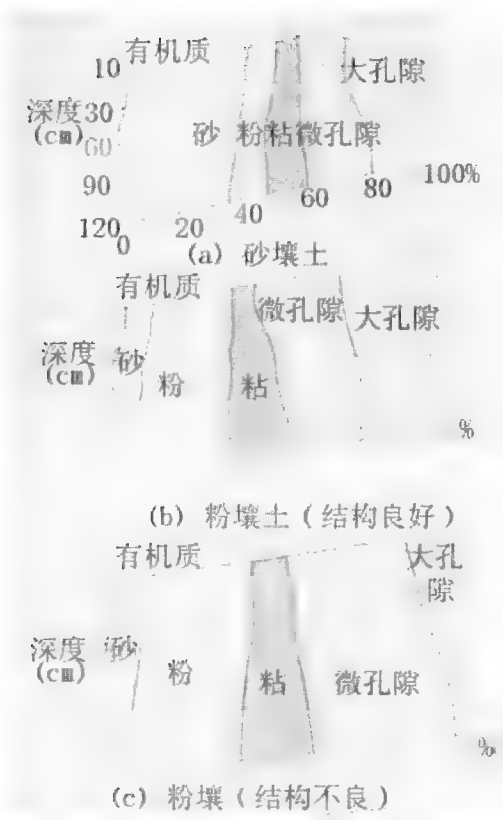 有机质
10
大孔隙
深度 30
(cm) 60
砂 粉 粘 微孔隙
90
100%
80
60
40
20
120
0
(a) 砂壤土
有机质
微孔隙
大孔隙
深度
(cm)
砂
粉
粘
%
(b) 粉壤土(结构良好)
有机质
大孔
隙
深度
(cm)
砂
粉
粘
微孔隙
%
(c) 粉壤(结构不良)